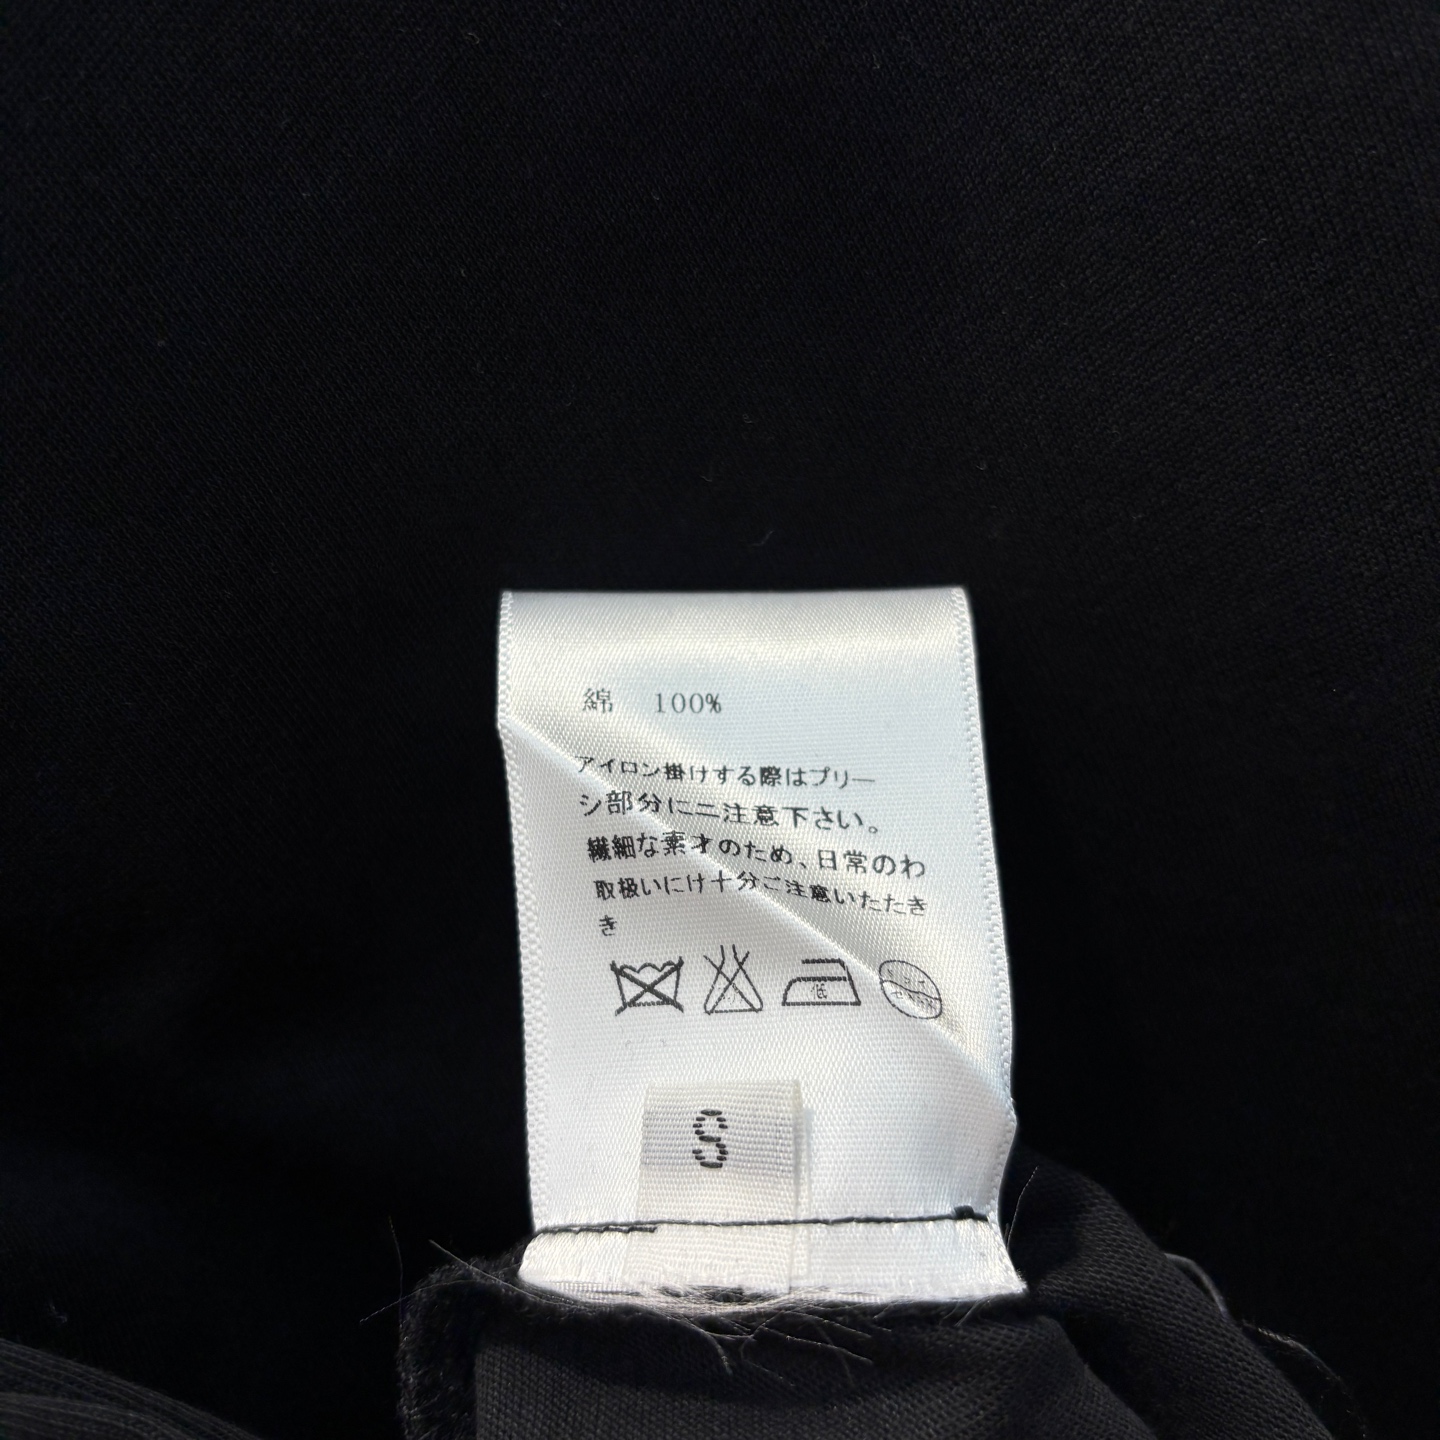 綿 100%
アイロン掛けする際はプリー
シ部分に二注意下さい。
繊細な素才のため、日常のわ
取扱いにけ十分ご注意いたたき
き
低
S